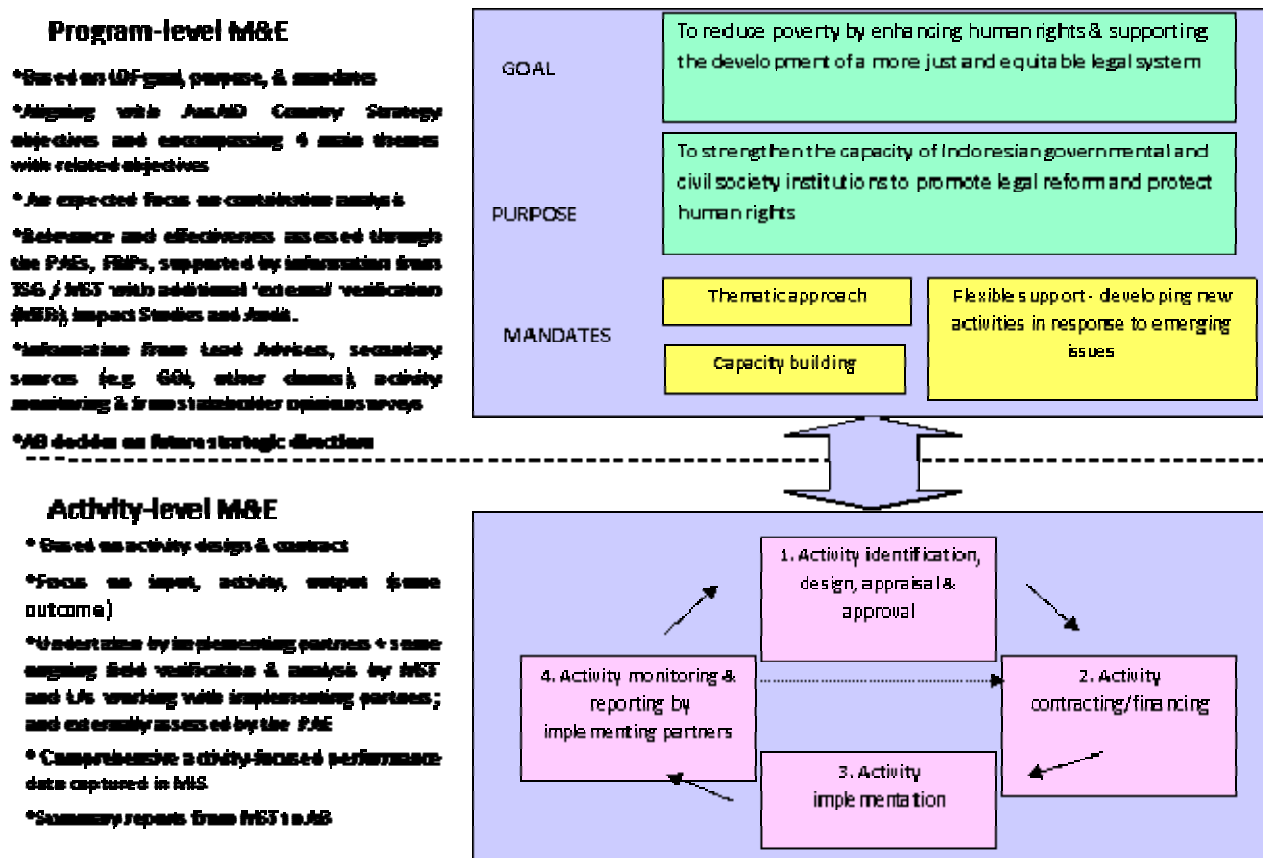 Program-level M&E
*Based on LDF goal, purpose, & mandates
*Aligning with AusAID Country Strategy
objectives and encompassing 4 main themes
with related objectives
* An expected focus on contribution analysis
*Relevance and effectiveness assessed through
the PAEs, supported by information from
/ MST with additional 'external' verification
Impact Studies and Audit.
*Information from Lead Advisers, secondary
sources (e.g. GOI, other donors), activity
monitoring & from stakeholder opinion surveys
*AB decides on future strategic directions
GOAL
To reduce poverty by enhancing human rights & supporting
the development of a more just and equitable legal system
PURPOSE
To strengthen the capacity of Indonesian governmental and
civil society institutions to promote legal reform and protect
human rights
MANDATES
Thematic approach
Capacity building
Flexible support - developing new
activities in response to emerging
issues
Activity-level M&E
* Based on activity design & contract
*Focus on input, activity, output (some
outcome)
*Undertaken by implementing partners + some
ongoing field verification & analysis by MST
and LAs working with implementing partners;
and externally assessed by the PAE
* Comprehensive activity-focused performance
data captured in MIS
*Summary reports from MST to AB
1. Activity identification,
design, appraisal &
approval
2. Activity
contracting/financing
3. Activity
implementation
4. Activity monitoring &
reporting by
implementing partners